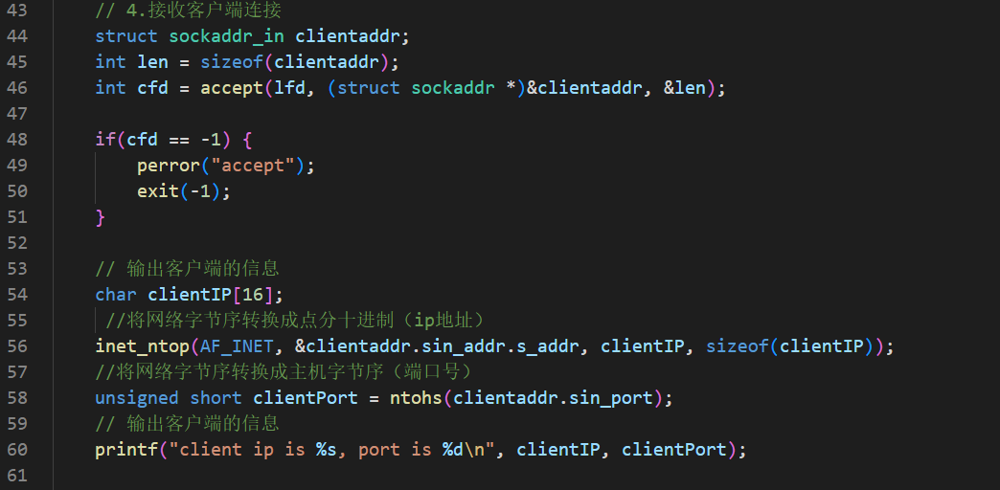 43 // 4.接收客户端连接
44 struct sockaddr_in clientaddr;
45 int len = sizeof(clientaddr);
46 int cfd = accept(lfd, (struct sockaddr *)&clientaddr, &len);
47
48 if(cfd == -1) {
49 perror("accept");
50 exit(-1);
51 }
52
53 // 输出客户端的信息
54 char clientIP[16];
55 //将网络字节序转换成点分十进制（ip地址）
56 inet_ntop(AF_INET, &clientaddr.sin_addr.s_addr, clientIP, sizeof(clientIP));
57 //将网络字节序转换成主机字节序（端口号）
58 unsigned short clientPort = ntohs(clientaddr.sin_port);
59 // 输出客户端的信息
60 printf("client ip is %s, port is %d\n", clientIP, clientPort);
61